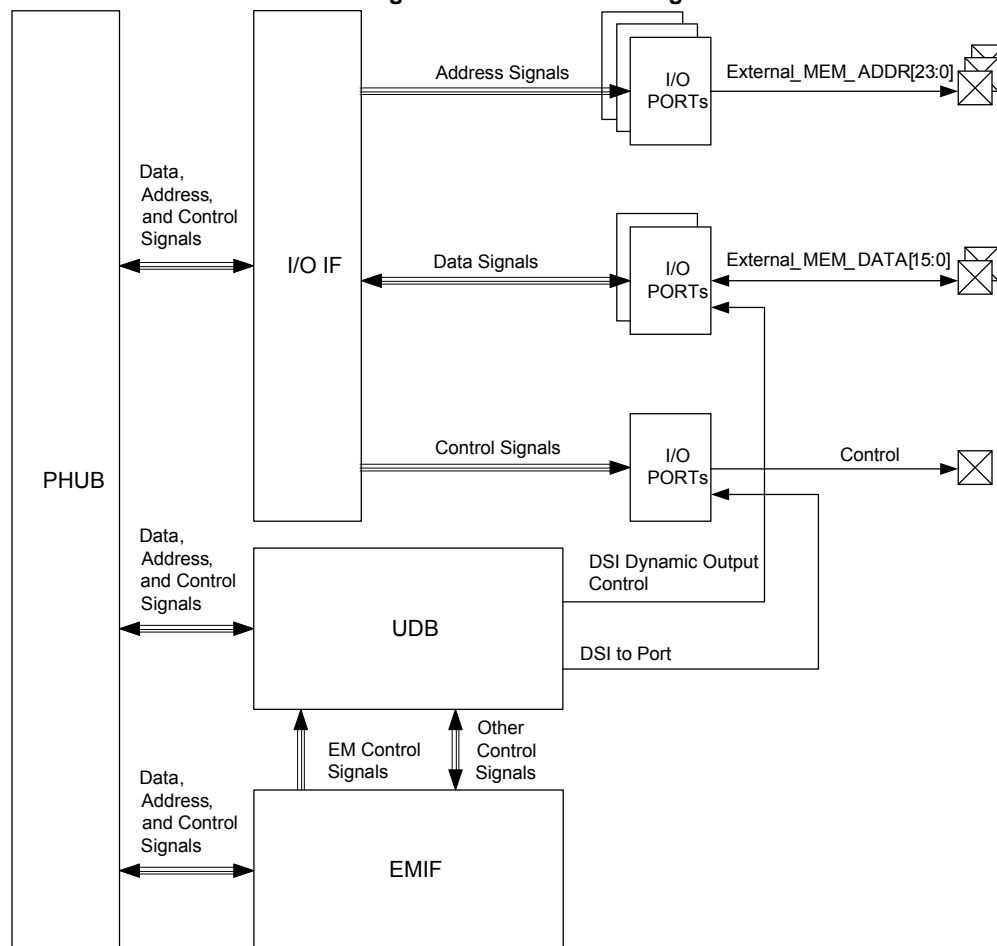 Address Signals
I/O
PORTs
External_MEM_ADDR[23:0]
Data,
Address,
and Control
Signals
I/O IF
Data Signals
I/O
PORTs
External_MEM_DATA[15:0]
Control Signals
I/O
PORTs
Control
PHUB
Data,
Address,
and Control
Signals
UDB
DSI Dynamic Output
Control
DSI to Port
EM Control
Signals
Other
Control
Signals
Data,
Address,
and Control
Signals
EMIF